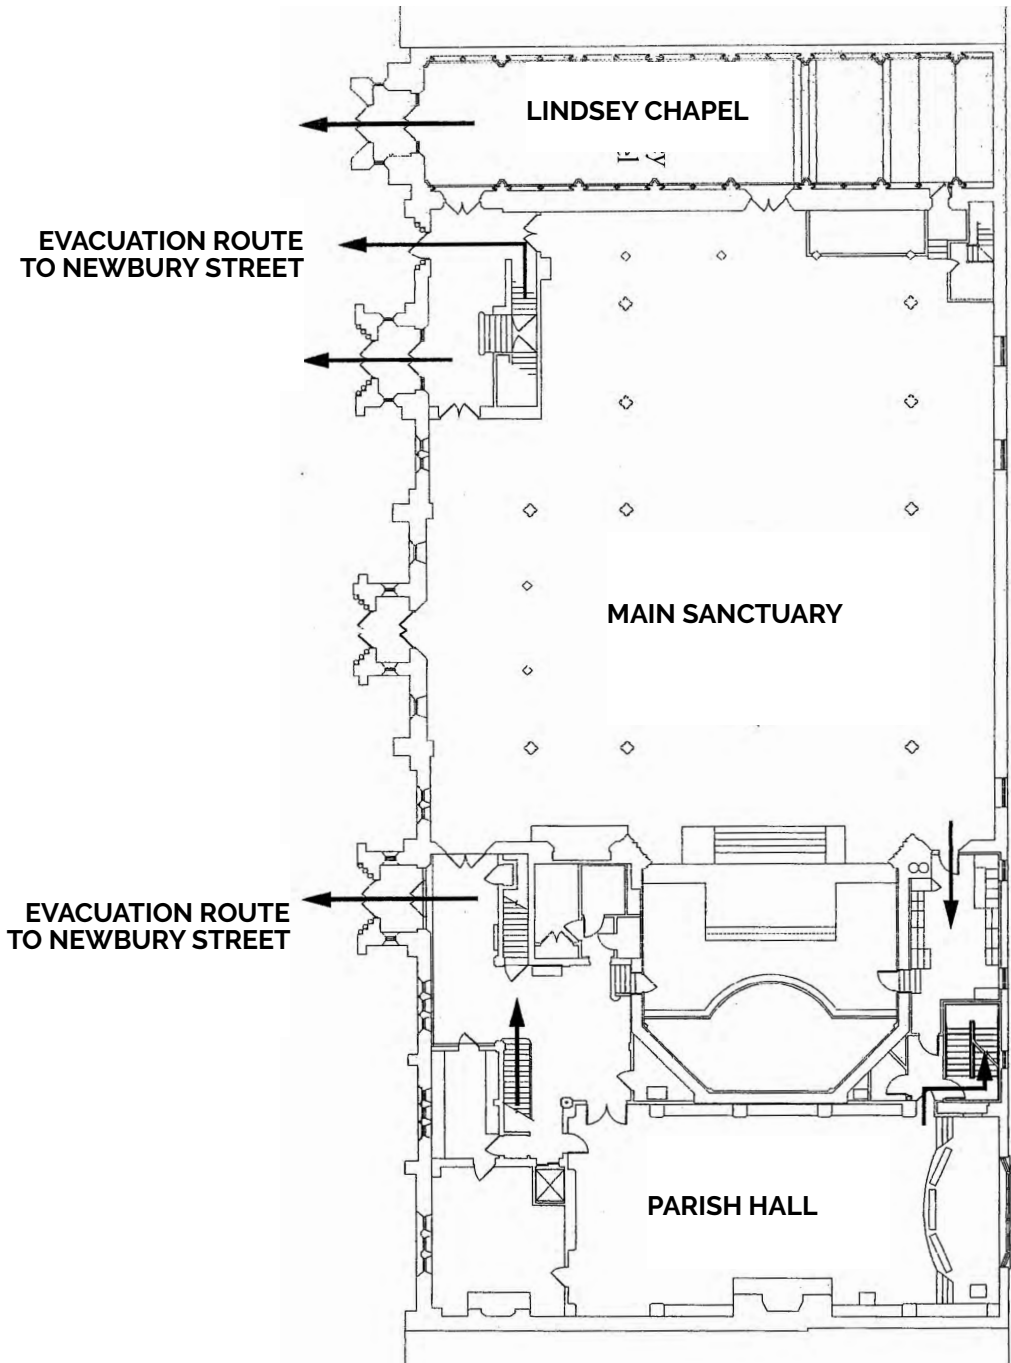 LINDSEY CHAPEL
EVACUATION ROUTE
TO NEWBURY STREET
MAIN SANCTUARY
EVACUATION ROUTE
TO NEWBURY STREET
PARISH HALL